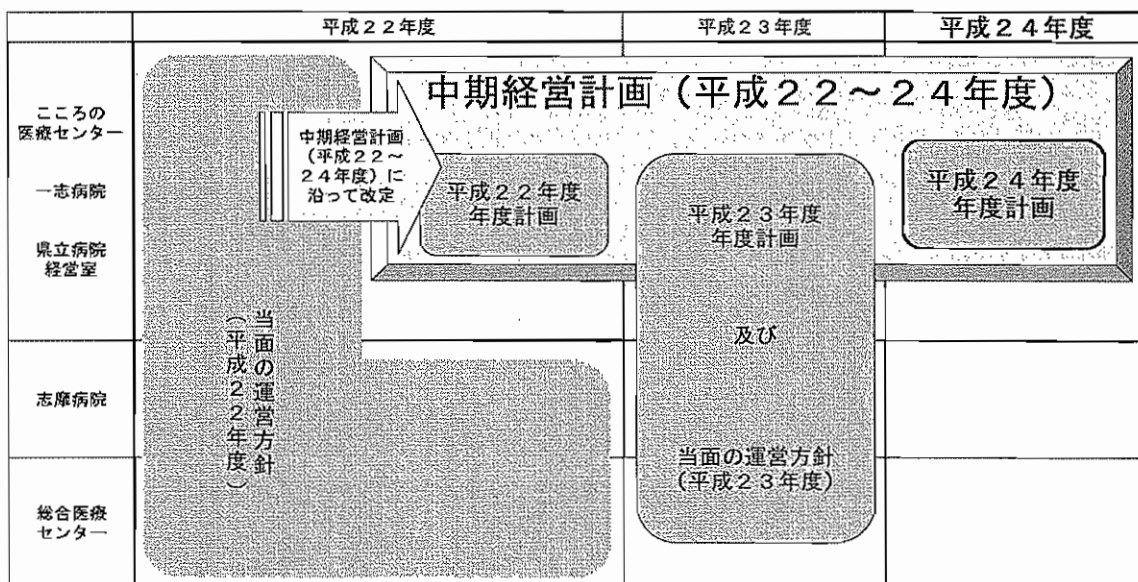 平成２２年度
平成２３年度
平成２４年度
こころの
医療センター
一志病院
県立病院
経営室
志摩病院
総合医療
センター
当面の運営方針
（平成２２年度）
中期経営計画
（平成２２～
２４年度）に
沿って改定
中期経営計画（平成２２～２４年度）
平成２２年度
年度計画
平成２３年度
年度計画
及び
当面の運営方針
（平成２３年度）
平成２４年度
年度計画